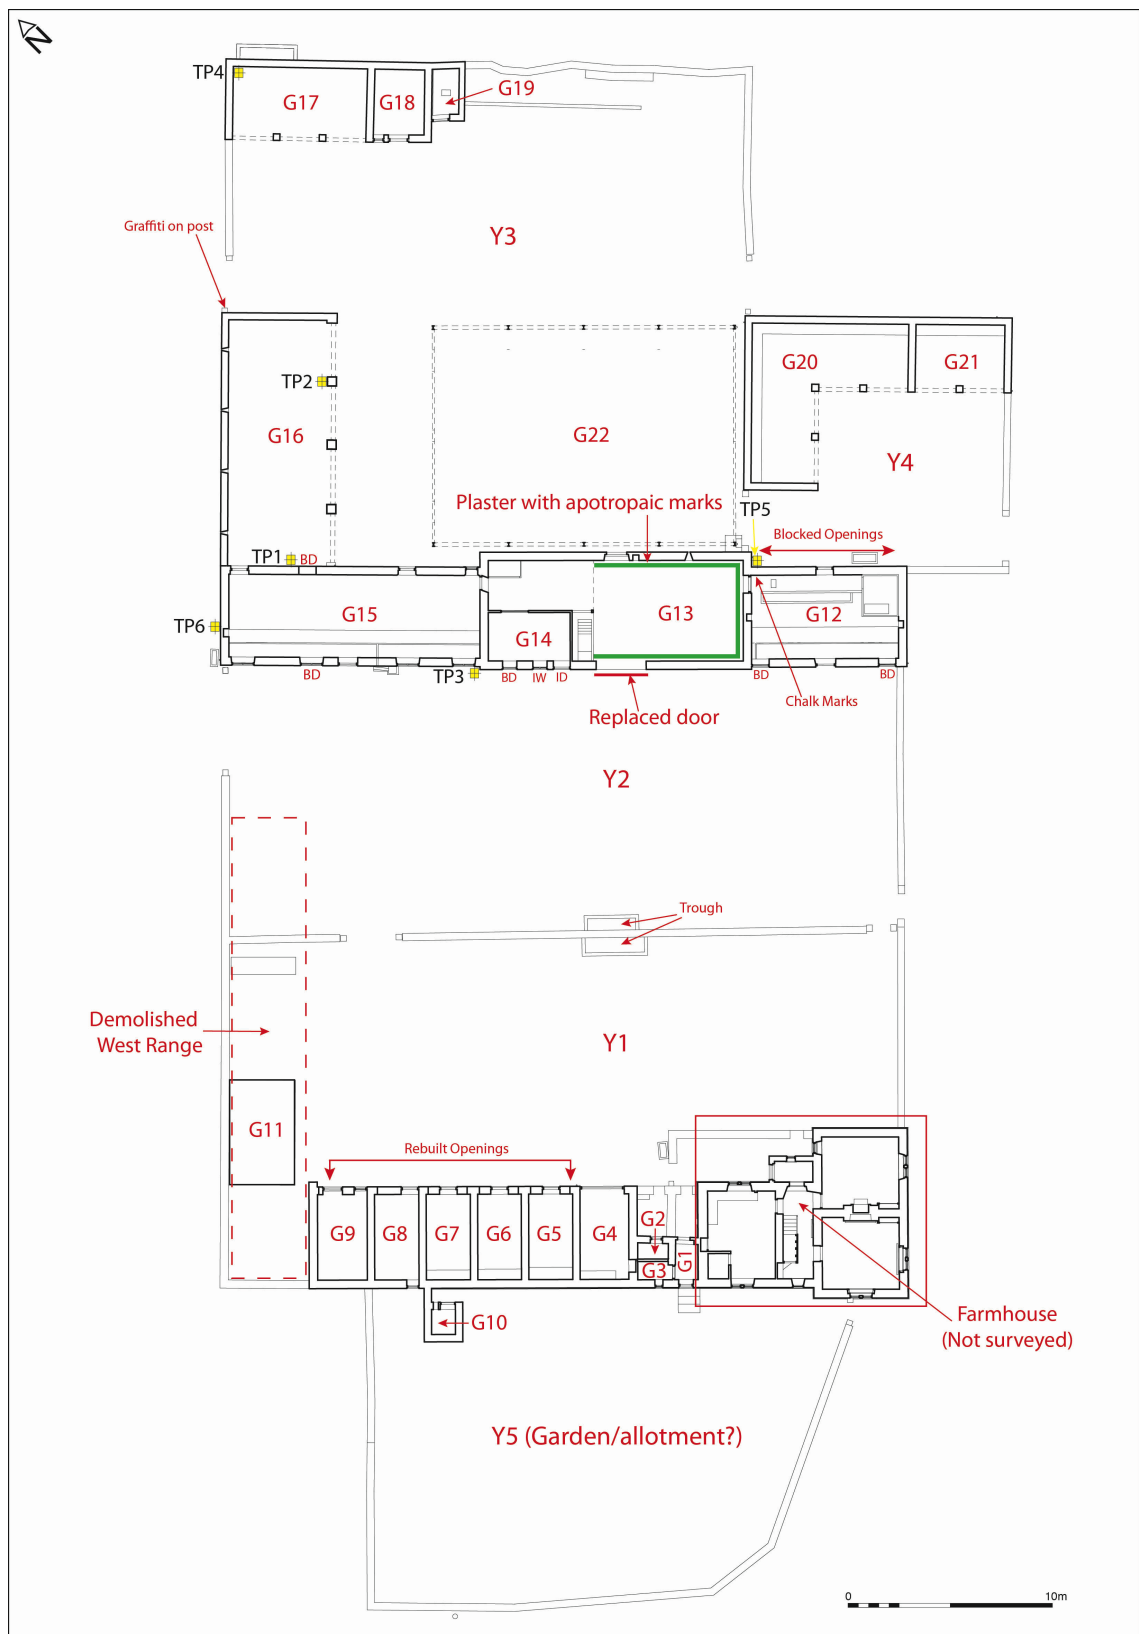 N
TP4
G17
G18
G19
Graffiti on post
Y3
TP2
G16
G22
G20
G21
Y4
Plaster with apotropaic marks
TP5
Blocked Openings
TP1
BD
G15
G14
G13
G12
TP6
BD
TP3
BD
IW
ID
BD
BD
Chalk Marks
Replaced door
Y2
Trough
Demolished
West Range
Y1
G11
Rebuilt Openings
G9
G8
G7
G6
G5
G4
G2
G3
G1
G10
Farmhouse
(Not surveyed)
Y5 (Garden/allotment?)
0
10m